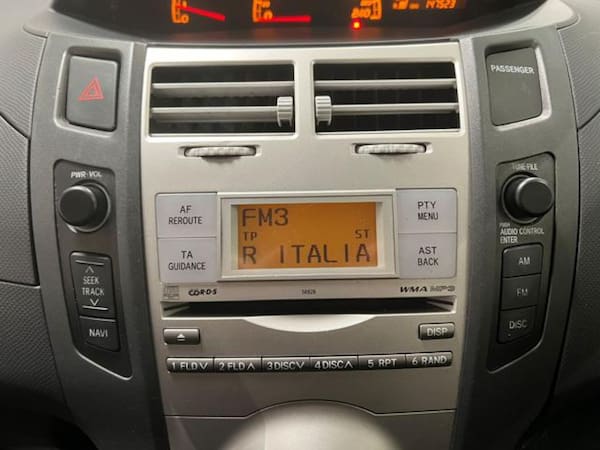 147523
PASSENGER
PWR·VOL
TUNE·FILE
AF
REROUTE
FM3
PTY
MENU
TP ST
TA
GUIDANCE
R ITALIA
AST
BACK
PUSH
AUDIO CONTROL
ENTER
SEEK
TRACK
AM
FM
R·D·S
WMA MP3
NAVI
DISC
DISP
1 FLD ∨
2 FLD ∧
3 DISC ∨
4 DISC ∧
5 RPT
6 RAND